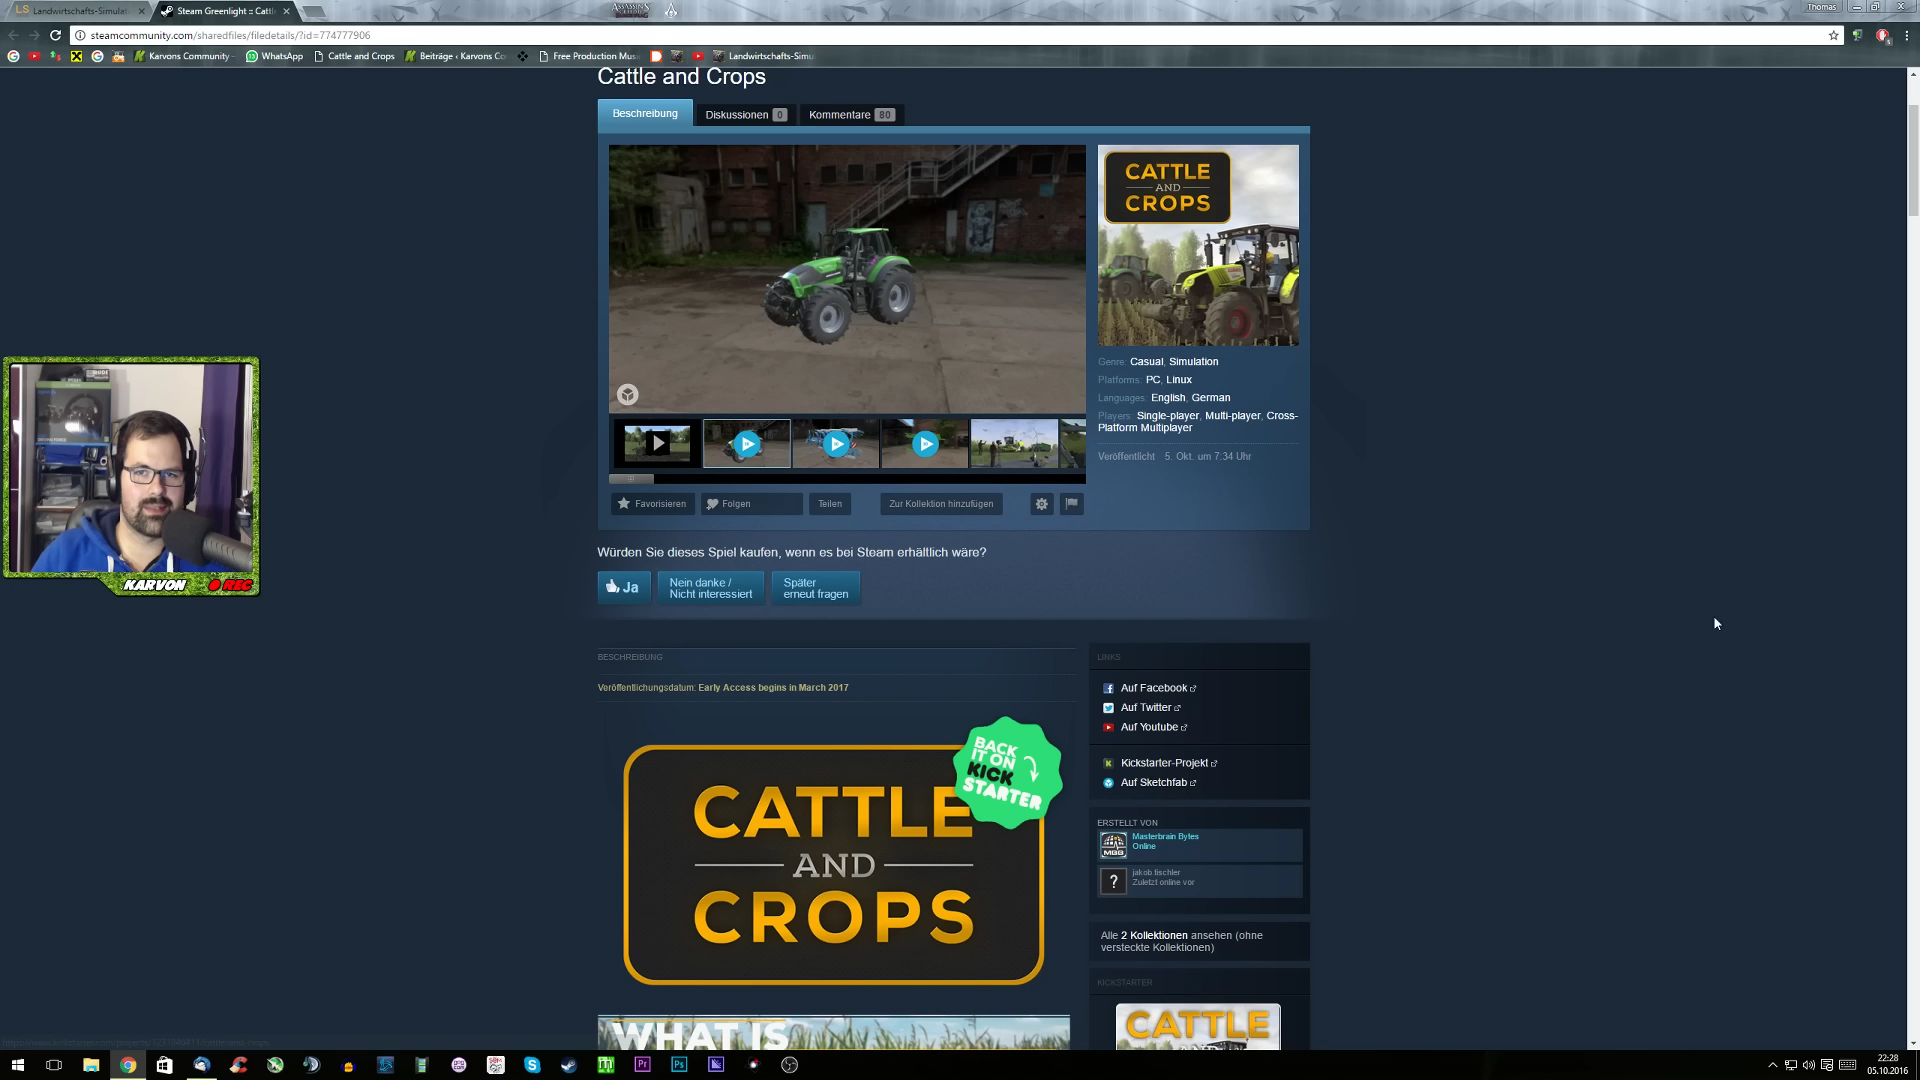 LS Landwirtschafts-Simulat
Steam Greenlight :: Cattl
ASSASSIN'S
Thomas
steamcommunity.com/sharedfiles/filedetails/?id=774777906
Karvons Community -
WhatsApp
Cattle and Crops
Beiträge ‹ Karvons Co
Free Production Mus
Landwirtschafts-Simu
Cattle and Crops
Beschreibung
Diskussionen 0
Kommentare 80
CATTLE
AND
CROPS
Genre: Casual, Simulation
Platforms: PC, Linux
Languages: English, German
Players: Single-player, Multi-player, Cross-
Platform Multiplayer
Veröffentlicht 5. Okt. um 7:34 Uhr
Favorisieren
Folgen
Teilen
Zur Kollektion hinzufügen
Würden Sie dieses Spiel kaufen, wenn es bei Steam erhältlich wäre?
Ja
Nein danke /
Nicht interessiert
Später
erneut fragen
KARVON
REC
BESCHREIBUNG
Veröffentlichungsdatum: Early Access begins in March 2017
BACK
IT ON
KICK
STARTER
CATTLE
AND
CROPS
WHAT IS
LINKS
Auf Facebook
Auf Twitter
Auf Youtube
Kickstarter-Projekt
Auf Sketchfab
ERSTELLT VON
MBB
Masterbrain Bytes
Online
?
jakob.tischler
Zuletzt online vor
Alle 2 Kollektionen ansehen (ohne
versteckte Kollektionen)
KICKSTARTER
CATTLE
Pr
Ps
22:28
05.10.2016